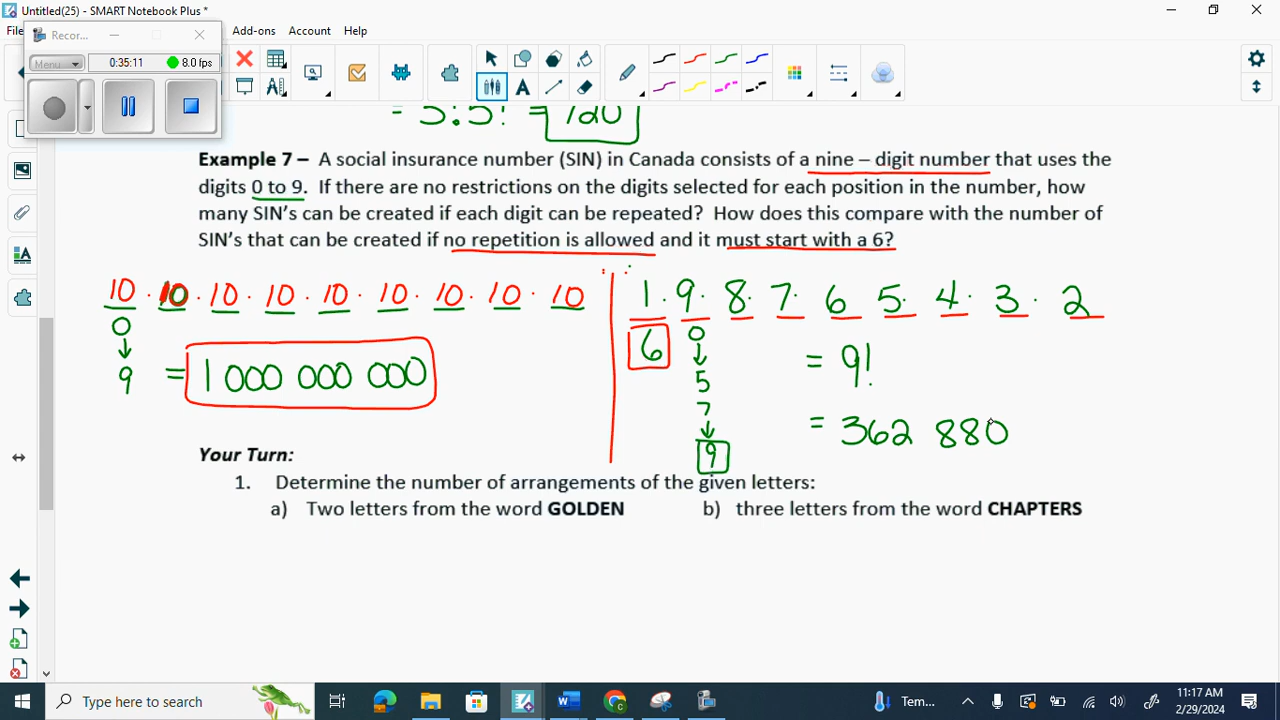 Untitled(25) - SMART Notebook Plus *
File
Add-ons Account Help
Recor...
Menu
0:35:11 8.0 fps
= 120
Example 7 – A social insurance number (SIN) in Canada consists of a nine – digit number that uses the
digits 0 to 9. If there are no restrictions on the digits selected for each position in the number, how
many SIN's can be created if each digit can be repeated? How does this compare with the number of
SIN's that can be created if no repetition is allowed and it must start with a 6?
10 · 10 · 10 · 10 · 10 · 10 · 10 · 10 · 10
0
↓
9
= 1 000 000 000
1 · 9 · 8 · 7 · 6 · 5 · 4 · 3 · 2
6
0
↓
5
7
↓
9
= 9!
= 362 880
Your Turn:
1. Determine the number of arrangements of the given letters:
a) Two letters from the word GOLDEN b) three letters from the word CHAPTERS
Type here to search
Tem...
11:17 AM
2/29/2024